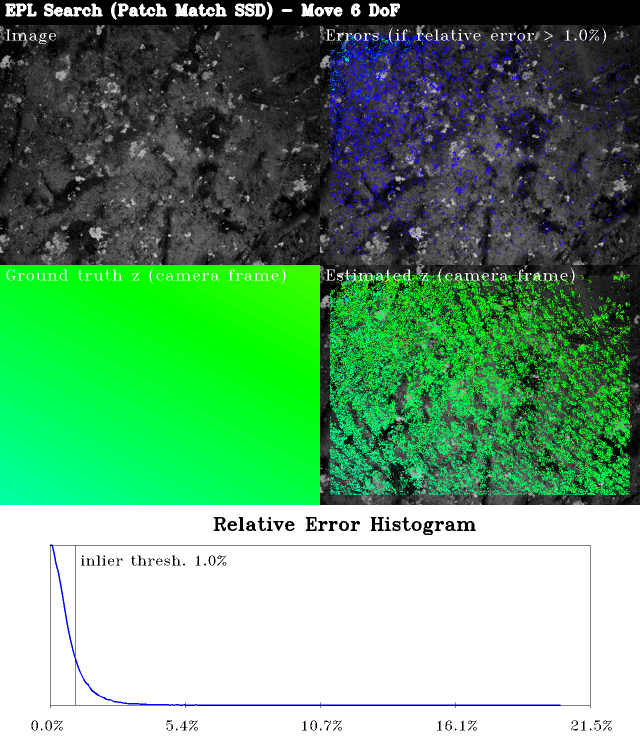 EPL Search (Patch Match SSD) - Move 6 DoF
Image
Errors (if relative error > 1.0%)
Ground truth z (camera frame)
Estimated z (camera frame)
Relative Error Histogram
inlier thresh. 1.0%
0.0% 5.4% 10.7% 16.1% 21.5%